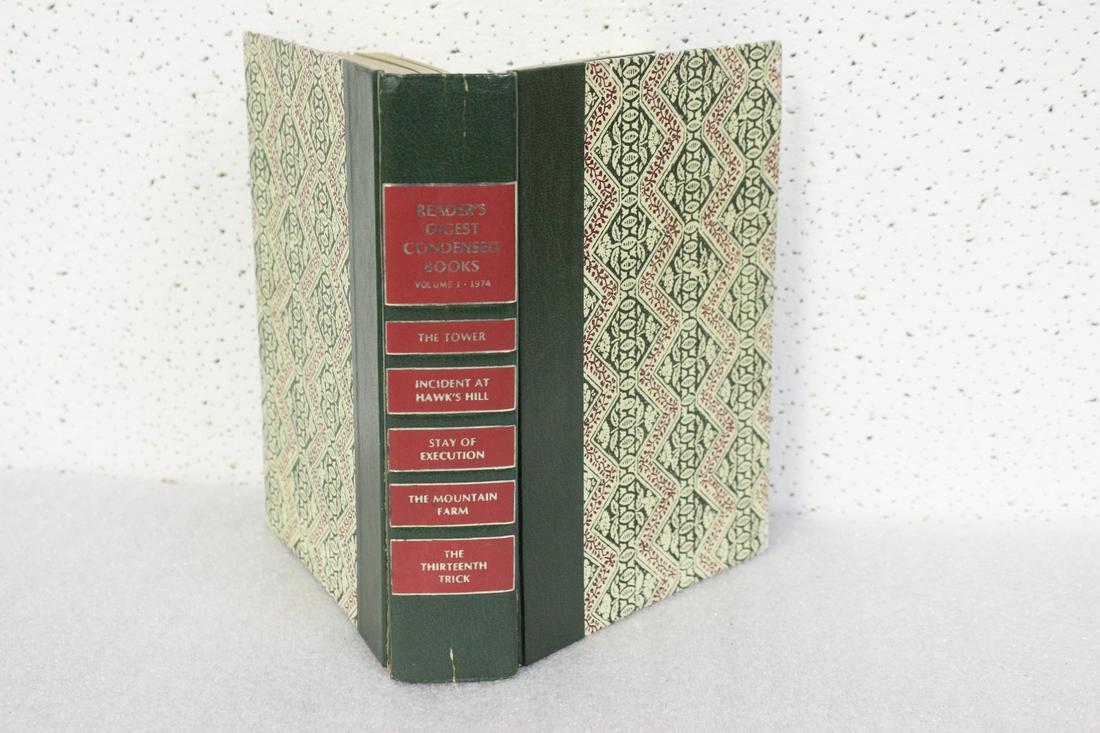 READER'S
DIGEST
CONDENSED
BOOKS
VOLUME 1 • 1974
THE TOWER
INCIDENT AT
HAWK'S HILL
STAY OF
EXECUTION
THE MOUNTAIN
FARM
THE
THIRTEENTH
TRICK